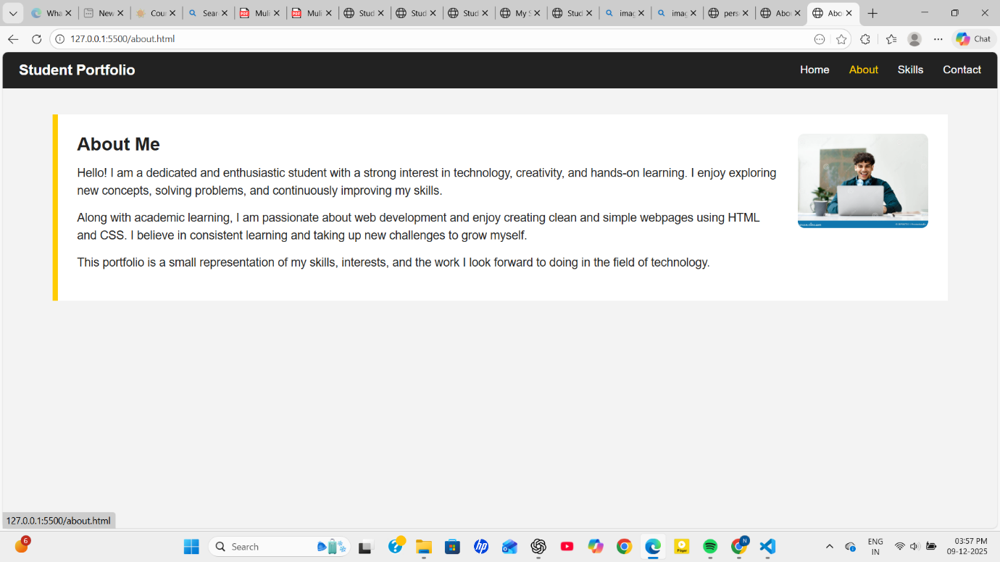 Wha
New
Cour
Sear
Muli
Muli
Stud
Stud
Stud
My S
Stud
imag
imag
pers
Abo
Abo
127.0.0.1:5500/about.html
Chat
Student Portfolio
Home About Skills Contact
About Me
Hello! I am a dedicated and enthusiastic student with a strong interest in technology, creativity, and hands-on learning. I enjoy exploring
new concepts, solving problems, and continuously improving my skills.
Along with academic learning, I am passionate about web development and enjoy creating clean and simple webpages using HTML
and CSS. I believe in consistent learning and taking up new challenges to grow myself.
This portfolio is a small representation of my skills, interests, and the work I look forward to doing in the field of technology.
127.0.0.1:5500/about.html
6
Search
hp
Player
N
ENG
IN
03:57 PM
09-12-2025